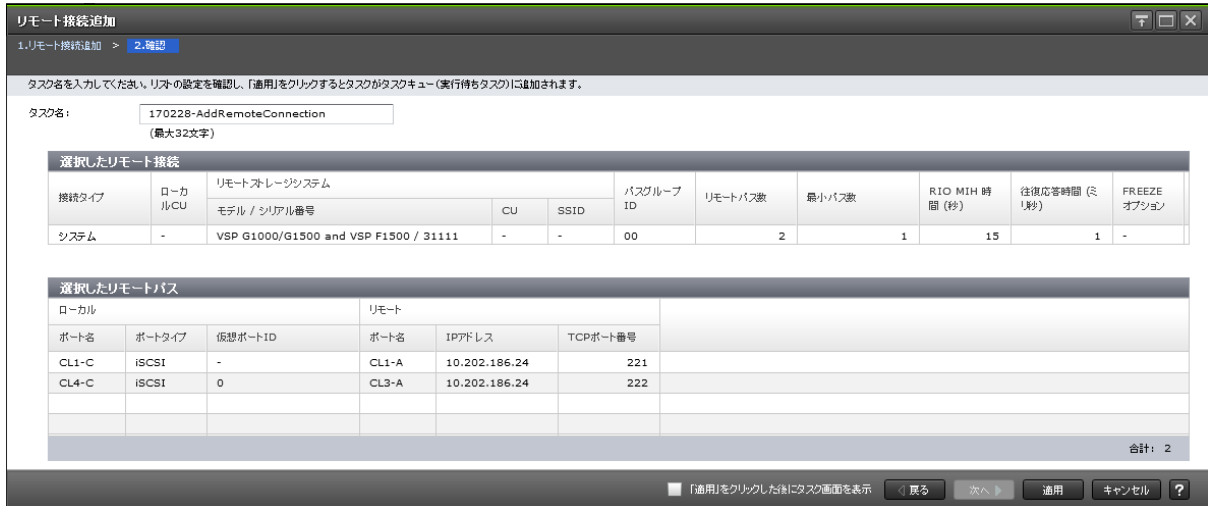 リモート接続追加
1.リモート接続追加 > 2.確認
タスク名を入力してください。リストの設定を確認し、「適用」をクリックするとタスクがタスクキュー(実行待ちタスク)に追加されます。
タスク名: 170228-AddRemoteConnection
(最大32文字)
選択したリモート接続
接続タイプ ローカルCU リモートストレージシステム パスグループID リモートパス数 最小パス数 RIO MIH 時間 (秒) 往復応答時間 (ミリ秒) FREEZE オプション
モデル / シリアル番号 CU SSID
システム - VSP G1000/G1500 and VSP F1500 / 31111 - - 00 2 1 15 1 -
選択したリモートパス
ローカル リモート
ポート名 ポートタイプ 仮想ポートID ポート名 IPアドレス TCPポート番号
CL1-C iSCSI - CL1-A 10.202.186.24 221
CL4-C iSCSI 0 CL3-A 10.202.186.24 222
合計: 2
「適用」をクリックした後にタスク画面を表示 戻る 次へ 適用 キャンセル ?